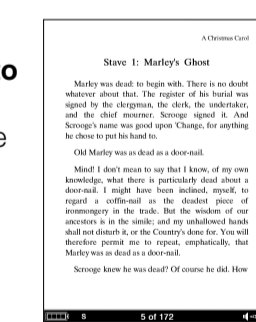 A Christmas Carol
Stave 1: Marley's Ghost
Marley was dead: to begin with. There is no doubt
whatever about that. The register of his burial was
signed by the clergyman, the clerk, the undertaker,
and the chief mourner. Scrooge signed it. And
Scrooge's name was good upon 'Change, for anything
he chose to put his hand to.
Old Marley was as dead as a door-nail.
Mind! I don't mean to say that I know, of my own
knowledge, what there is particularly dead about a
door-nail. I might have been inclined, myself, to
regard a coffin-nail as the deadest piece of
ironmongery in the trade. But the wisdom of our
ancestors is in the simile; and my unhallowed hands
shall not disturb it, or the Country's done for. You will
therefore permit me to repeat, emphatically, that
Marley was as dead as a door-nail.
Scrooge knew he was dead? Of course he did. How
S 5 of 172